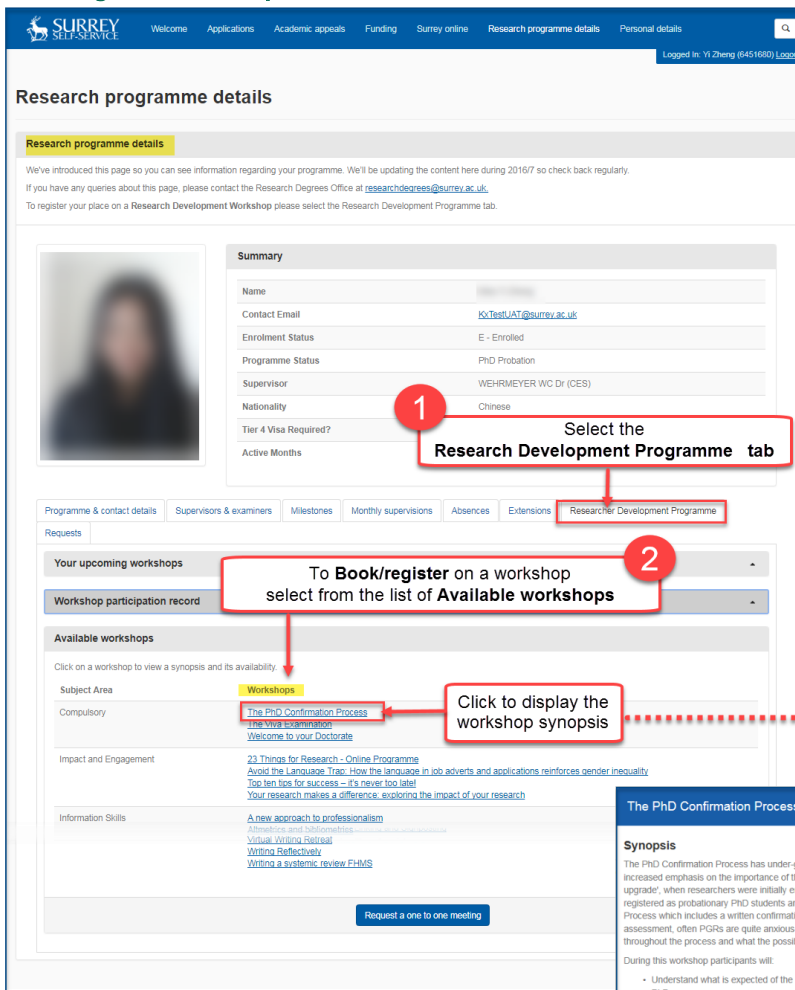 SURREY
SELF-SERVICE
Welcome Applications Academic appeals Funding Surrey online Research programme details Personal details
Logged In: Yi Zheng (6451660) Logou
Research programme details
Research programme details
We've introduced this page so you can see information regarding your programme. We'll be updating the content here during 2016/7 so check back regularly.
If you have any queries about this page, please contact the Research Degrees Office at researchdegrees@surrey.ac.uk.
To register your place on a Research Development Workshop please select the Research Development Programme tab.
Summary
Name
Contact Email KxTestUAT@surrey.ac.uk
Enrolment Status E - Enrolled
Programme Status PhD Probation
Supervisor WEHRMEYER WC Dr (CES)
Nationality Chinese
Tier 4 Visa Required?
Active Months
1
Select the
Research Development Programme tab
Programme & contact details Supervisors & examiners Milestones Monthly supervisions Absences Extensions Researcher Development Programme
Requests
Your upcoming workshops
Workshop participation record
2
To Book/register on a workshop
select from the list of Available workshops
Available workshops
Click on a workshop to view a synopsis and its availability.
Subject Area Workshops
Compulsory The PhD Confirmation Process
The Viva Examination
Welcome to your Doctorate
Click to display the
workshop synopsis
Impact and Engagement 23 Things for Research - Online Programme
Avoid the Language Trap: How the language in job adverts and applications reinforces gender inequality
Top ten tips for success – it's never too late!
Your research makes a difference: exploring the impact of your research
Information Skills A new approach to professionalism
Altmetrics and bibliometrics
Virtual Writing Retreat
Writing Reflectively
Writing a systemic review FHMS
Request a one to one meeting
The PhD Confirmation Process
Synopsis
The PhD Confirmation Process has under-g
increased emphasis on the importance of th
upgrade', when researchers were initially e
registered as probationary PhD students an
Process which includes a written confirmati
assessment, often PGRs are quite anxious
throughout the process and what the possil
During this workshop participants will:
• Understand what is expected of the